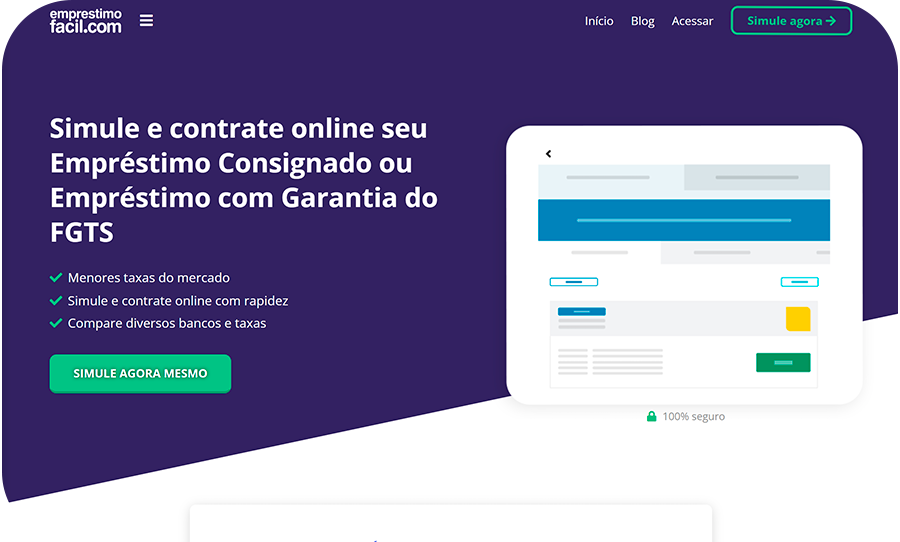 emprestimo
facil.com
Início Blog Acessar Simule agora
Simule e contrate online seu
Empréstimo Consignado ou
Empréstimo com Garantia do
FGTS
Menores taxas do mercado
Simule e contrate online com rapidez
Compare diversos bancos e taxas
SIMULE AGORA MESMO
100% seguro